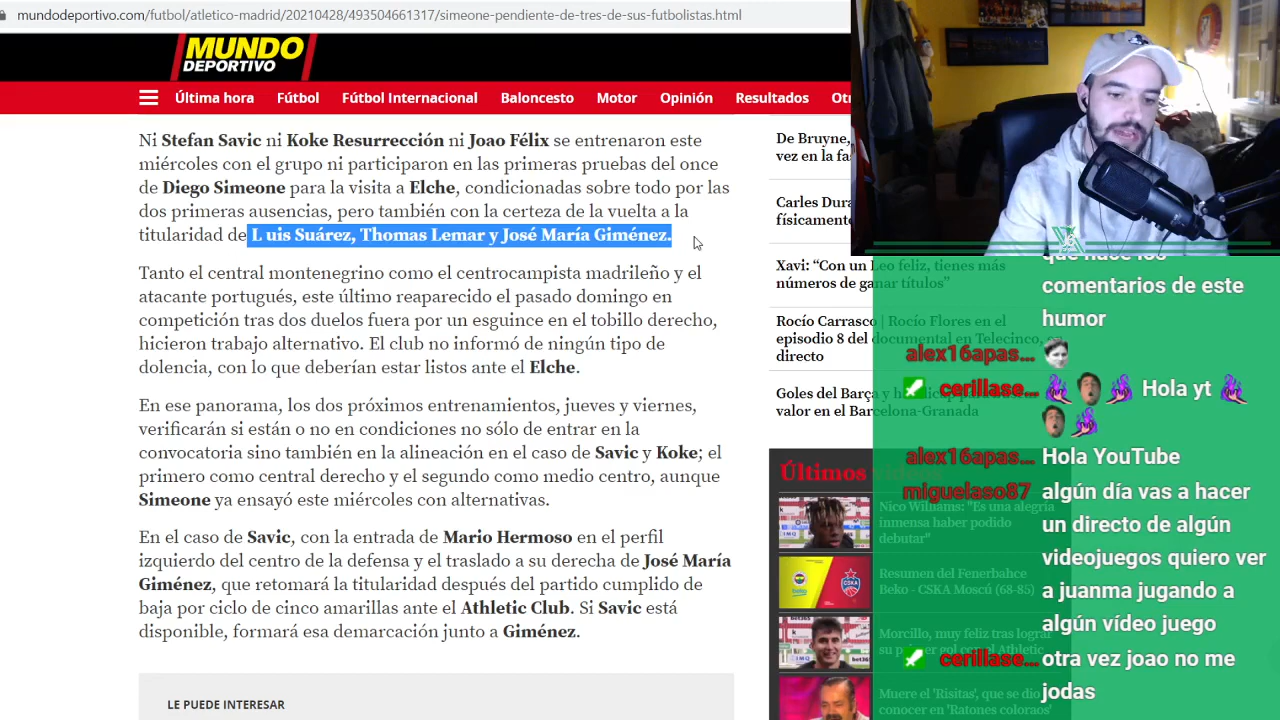 mundodeportivo.com/futbol/atletico-madrid/20210428/493504661317/simeone-pendiente-de-tres-de-sus-futbolistas.html
MUNDO
DEPORTIVO
Última hora Fútbol Fútbol Internacional Baloncesto Motor Opinión Resultados Otr
Ni Stefan Savic ni Koke Resurrección ni Joao Félix se entrenaron este
miércoles con el grupo ni participaron en las primeras pruebas del once
de Diego Simeone para la visita a Elche, condicionadas sobre todo por las
dos primeras ausencias, pero también con la certeza de la vuelta a la
titularidad de L uis Suárez, Thomas Lemar y José María Giménez.
Tanto el central montenegrino como el centrocampista madrileño y el
atacante portugués, este último reaparecido el pasado domingo en
competición tras dos duelos fuera por un esguince en el tobillo derecho,
hicieron trabajo alternativo. El club no informó de ningún tipo de
dolencia, con lo que deberían estar listos ante el Elche.
En ese panorama, los dos próximos entrenamientos, jueves y viernes,
verificarán si están o no en condiciones no sólo de entrar en la
convocatoria sino también en la alineación en el caso de Savic y Koke; el
primero como central derecho y el segundo como medio centro, aunque
Simeone ya ensayó este miércoles con alternativas.
En el caso de Savic, con la entrada de Mario Hermoso en el perfil
izquierdo del centro de la defensa y el traslado a su derecha de José María
Giménez, que retará la titularidad después del partido cumplido de
baja por ciclo de cinco amarillas ante el Athletic Club. Si Savic está
disponible, formará esa demarcación junto a Giménez.
LE PUEDE INTERESAR
De Bruyne,
vez en la fa
Carles Dura
físicamente
Xavi: “Con un Leo feliz, tienes más
números de ganar títulos”
Rocío Carrasco | Rocío Flores en el
episodio 8 del documental en Telecinco, en
directo
Goles del Barça y
valor en el Barcelona-Granada
Últimos
Nico Williams: "Es una alegría
inmensa haber podido
debutar"
Resumen del Fenerbahce
Beko - CSKA Moscú (68-85)
Morcillo, muy feliz tras lograr
su gol con el Athletic
Muere el 'Risitas', que se dio
conocer en 'Ratones coloraos'
comentarios de este
humor
alex16apas...
cerillase... Hola yt
alex16apas... Hola YouTube
miguelaso87 algún día vas a hacer
un directo de algún
videojuegos quiero ver
a juanma jugando a
algún vídeo juego
cerillase... otra vez joao no me
jodas